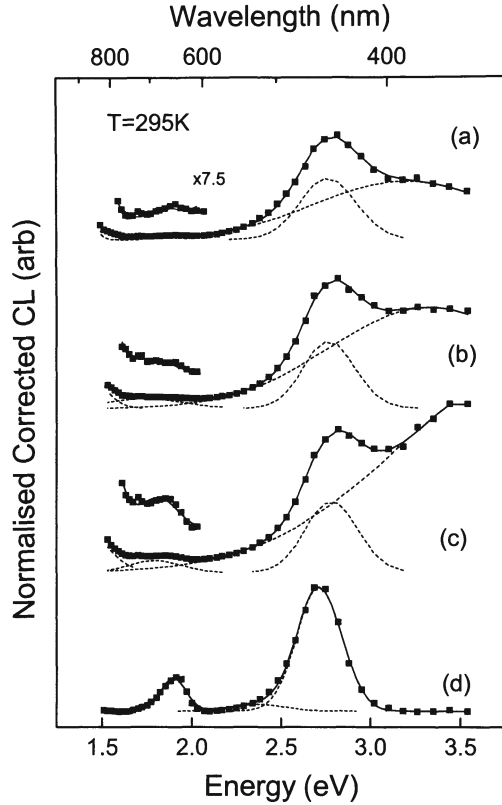 Wavelength (nm)
800 600 400
T=295K
(a)
x7.5
(b)
(c)
(d)
Normalised Corrected CL (arb)
1.5 2.0 2.5 3.0 3.5
Energy (eV)